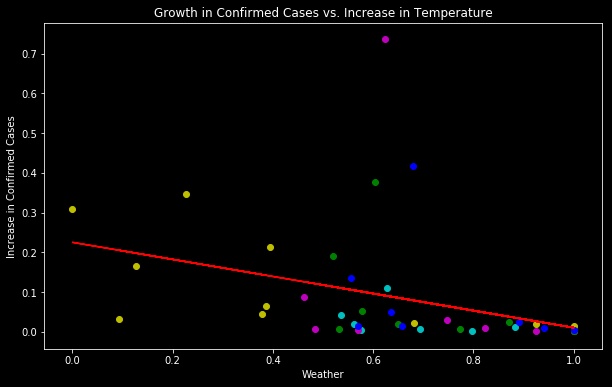 Growth in Confirmed Cases vs. Increase in Temperature
Increase in Confirmed Cases
0.7
0.6
0.5
0.4
0.3
0.2
0.1
0.0
0.0 0.2 0.4 0.6 0.8 1.0
Weather